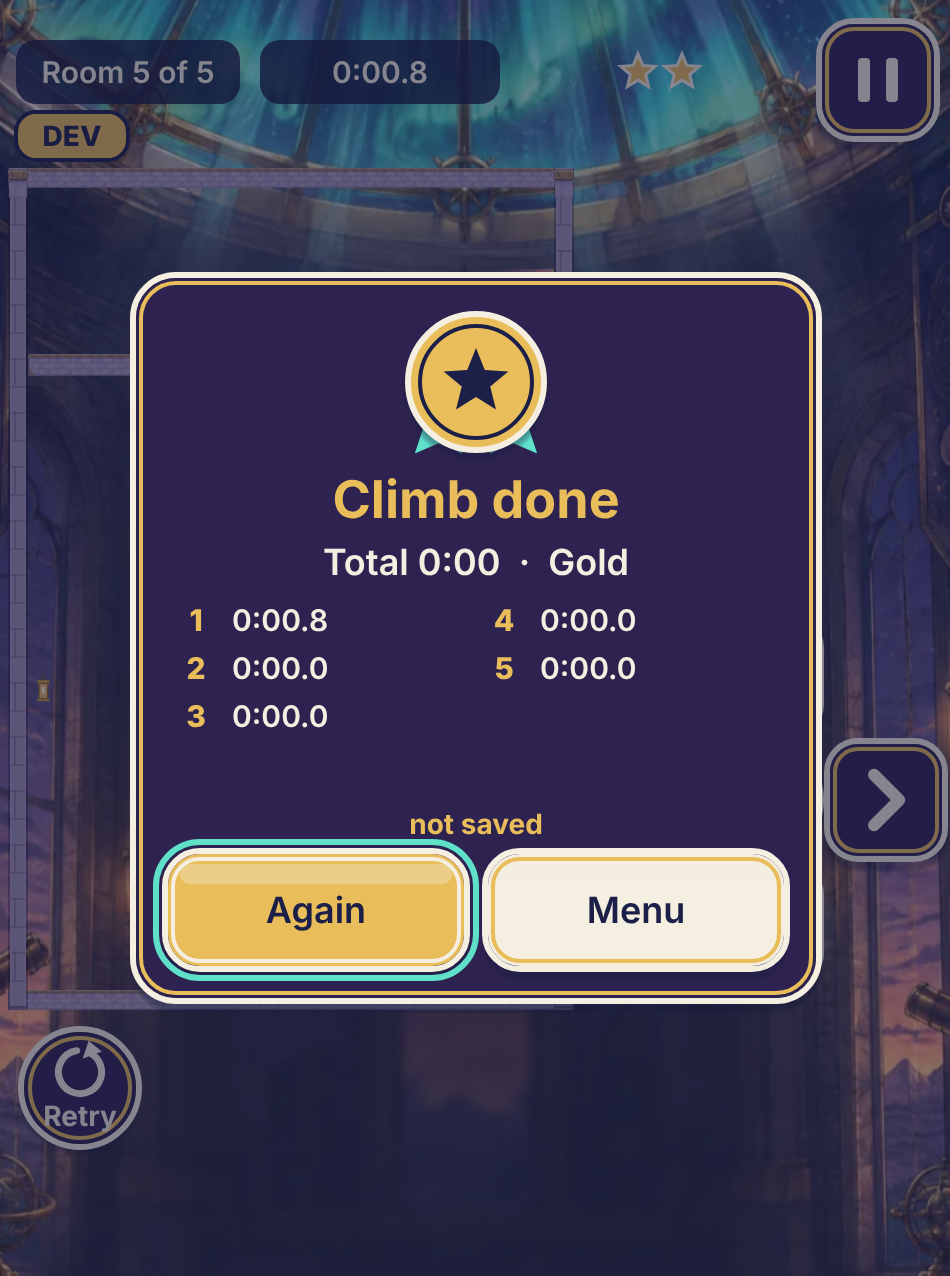 Room 5 of 5 0:00.8
DEV
Climb done
Total 0:00 · Gold
1 0:00.8 4 0:00.0
2 0:00.0 5 0:00.0
3 0:00.0
not saved
Again Menu
Retry